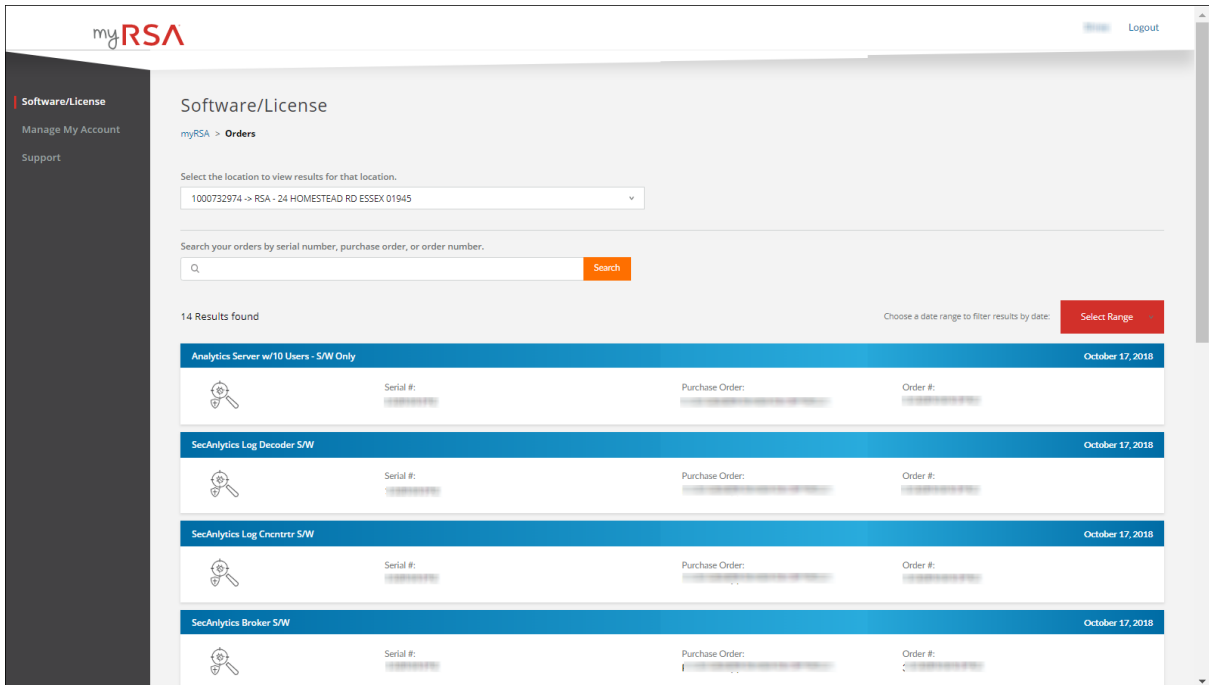 myRSA
Logout
Software/License
Manage My Account
Support
Software/License
myRSA > Orders
Select the location to view results for that location.
1000732974 -> RSA - 24 HOMESTEAD RD ESSEX 01945
Search your orders by serial number, purchase order, or order number.
Search
14 Results found
Choose a date range to filter results by date:
Select Range
Analytics Server w/10 Users - S/W Only
October 17, 2018
Serial #:
Purchase Order:
Order #:
SecAnlytics Log Decoder S/W
October 17, 2018
Serial #:
Purchase Order:
Order #:
SecAnlytics Log Cncntrtr S/W
October 17, 2018
Serial #:
Purchase Order:
Order #:
SecAnlytics Broker S/W
October 17, 2018
Serial #:
Purchase Order:
Order #: